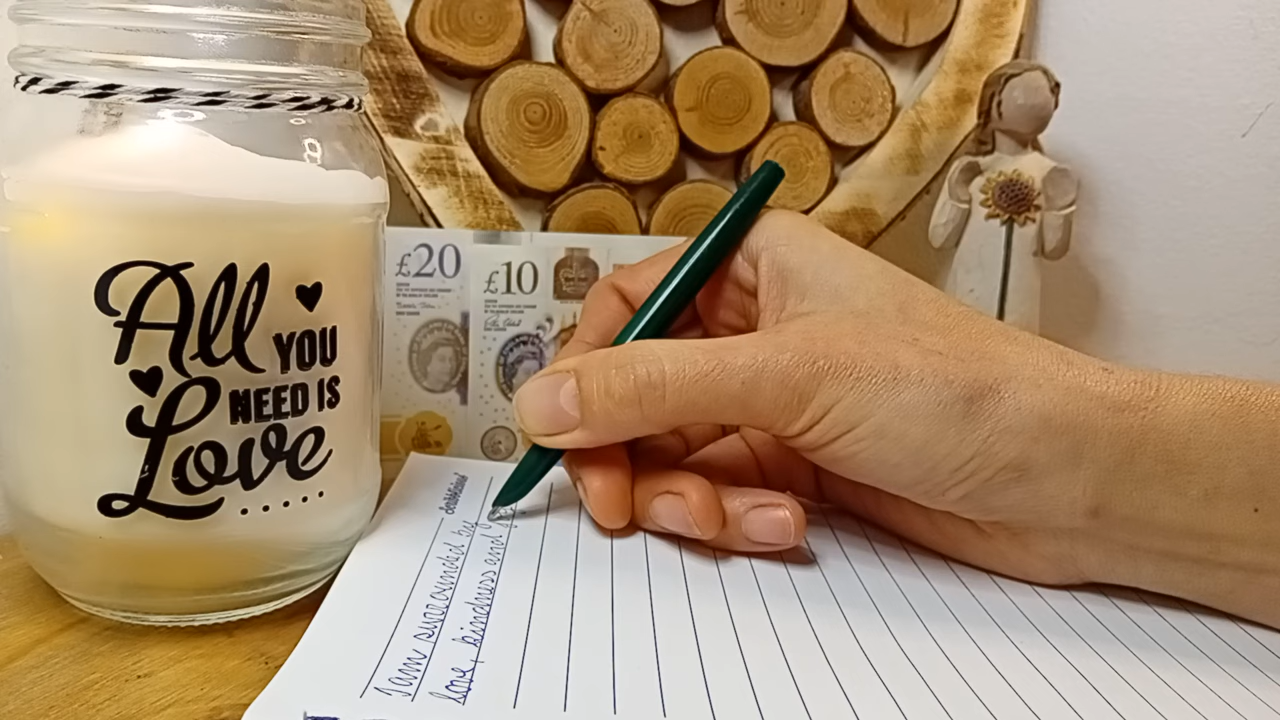 All
YOU
NEED IS
Love
£20
£10
I am surrounded by
love, kindness and